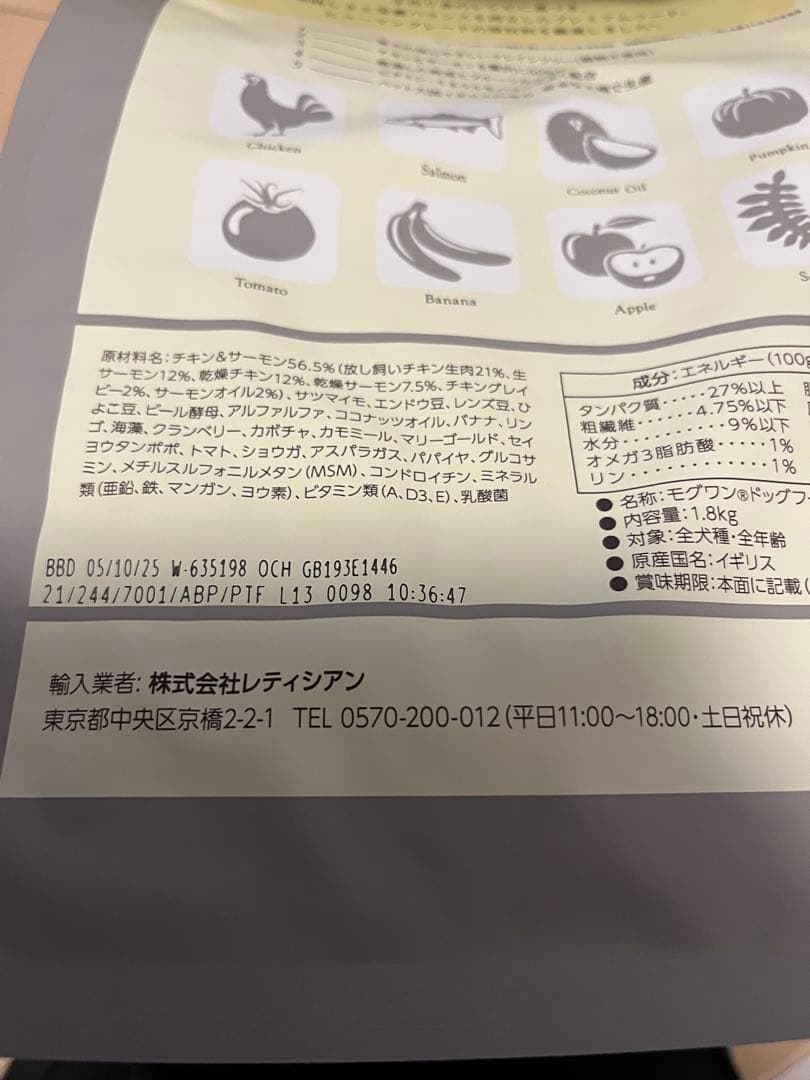 Chicken
Salmon
Coconut Oil
Pumpkin
Tomato
Banana
Apple
原材料名：チキン&サーモン56.5%（放し飼いチキン生肉21%、生
サーモン12%、乾燥チキン12%、乾燥サーモン7.5%、チキングレイ
ビー2%、サーモンオイル2%）、サツマイモ、エンドウ豆、レンズ豆、ひ
よこ豆、ビール酵母、アルファルファ、ココナッツオイル、バナナ、リン
ゴ、海藻、クランベリー、カボチャ、カモミール、マリーゴールド、セイ
ヨウタンポポ、トマト、ショウガ、アスパラガス、パパイヤ、グルコサ
ミン、メチルスルフォニルメタン（MSM）、コンドロイチン、ミネラル
類（亜鉛、鉄、マンガン、ヨウ素）、ビタミン類（A、D3、E）、乳酸菌
成分：エネルギー（100g
タンパク質・・・・・27%以上
粗繊維・・・・・・・・4.75%以下
水分・・・・・・・・・・・9%以下
オメガ3脂肪酸・・・・・1%
リン・・・・・・・・・・・・1%
●名称：モグワン®ドッグフー
●内容量：1.8kg
●対象：全犬種・全年齢
●原産国名：イギリス
●賞味期限：本面に記載（
BBD 05/10/25 W-635198 OCH GB193E1446
21/244/7001/ABP/PTF L13 0098 10:36:47
輸入業者：株式会社レティシアン
東京都中央区京橋2-2-1 TEL 0570-200-012（平日11:00〜18:00・土日祝休）